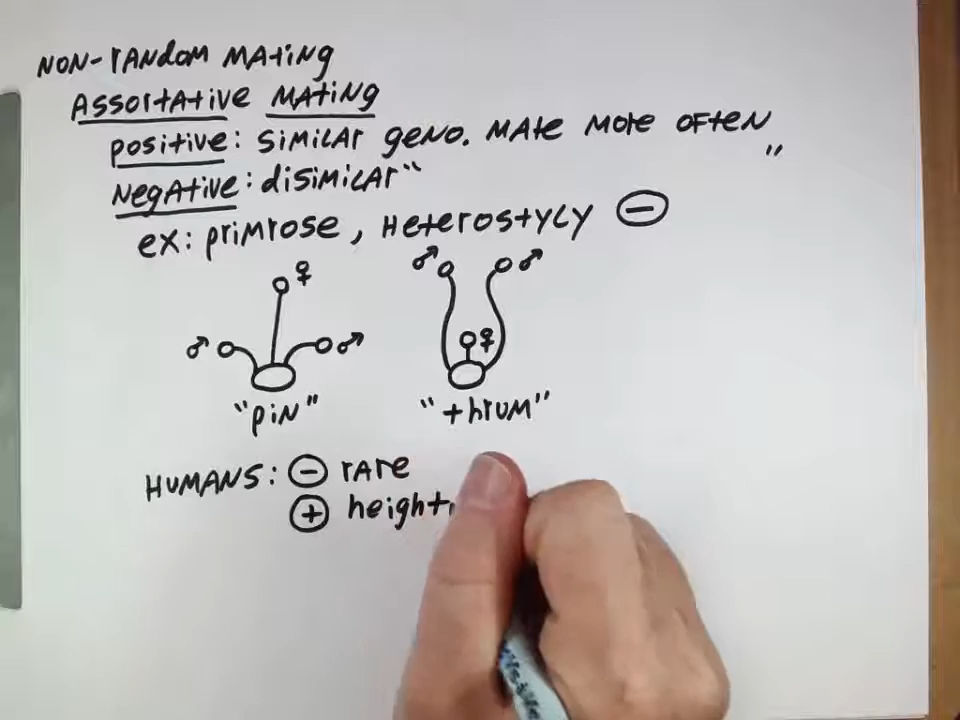 NON-rANdOM MAtiNg
ASSOrtAtive MAtiNg
positive: SiMiLAr geNo. MAte MOre OFteN
NegAtive: diSiMiLAr “ ”
ex: primrOSe, HeterOStyLy ⊖
♀
♂ ♂
♂ ♀ ♂
“piN” “thrUM”
HUMANS: ⊖ rAre
⊕ height